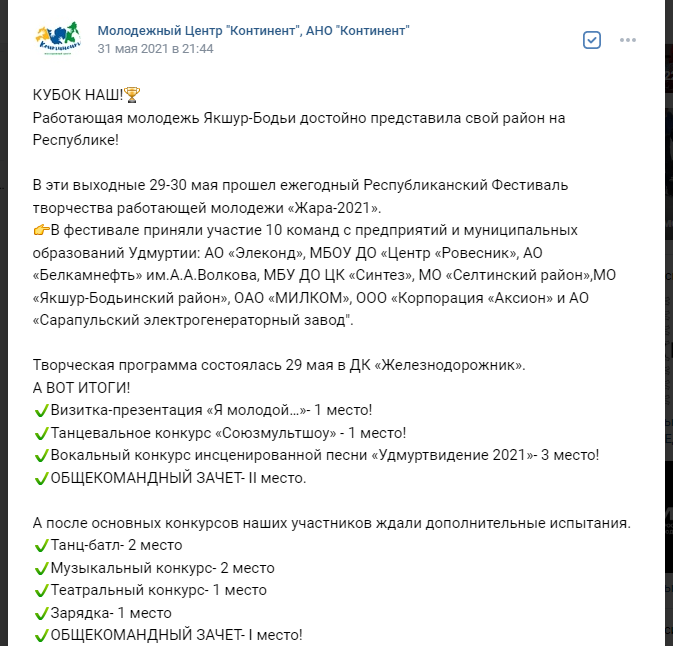 Молодежный Центр "Континент", АНО "Континент"
31 мая 2021 в 21:44
КУБОК НАШ!🏆
Работающая молодежь Якшур-Бодьи достойно представила свой район на
Республике!
В эти выходные 29-30 мая прошел ежегодный Республиканский Фестиваль
творчества работающей молодежи «Жара-2021».
👉В фестивале приняли участие 10 команд с предприятий и муниципальных
образований Удмуртии: АО «Элеконд», МБОУ ДО «Центр «Ровесник», АО
«Белкамнефть» им.А.А.Волкова, МБУ ДО ЦК «Синтез», МО «Селтинский район»,МО
«Якшур-Бодьинский район», ОАО «МИЛКОМ», ООО «Корпорация «Аксион» и АО
«Сарапульский электрогенераторный завод".
Творческая программа состоялась 29 мая в ДК «Железнодорожник».
А ВОТ ИТОГИ!
✔Визитка-презентация «Я молодой…»- 1 место!
✔Танцевальное конкурс «Союзмультшоу» - 1 место!
✔Вокальный конкурс инсценированной песни «Удмуртвидение 2021»- 3 место!
✔ОБЩЕКОМАНДНЫЙ ЗАЧЕТ- II место.
А после основных конкурсов наших участников ждали дополнительные испытания.
✔Танц-батл- 2 место
✔Музыкальный конкурс- 2 место
✔Театральный конкурс- 1 место
✔Зарядка- 1 место
✔ОБЩЕКОМАНДНЫЙ ЗАЧЕТ- I место!